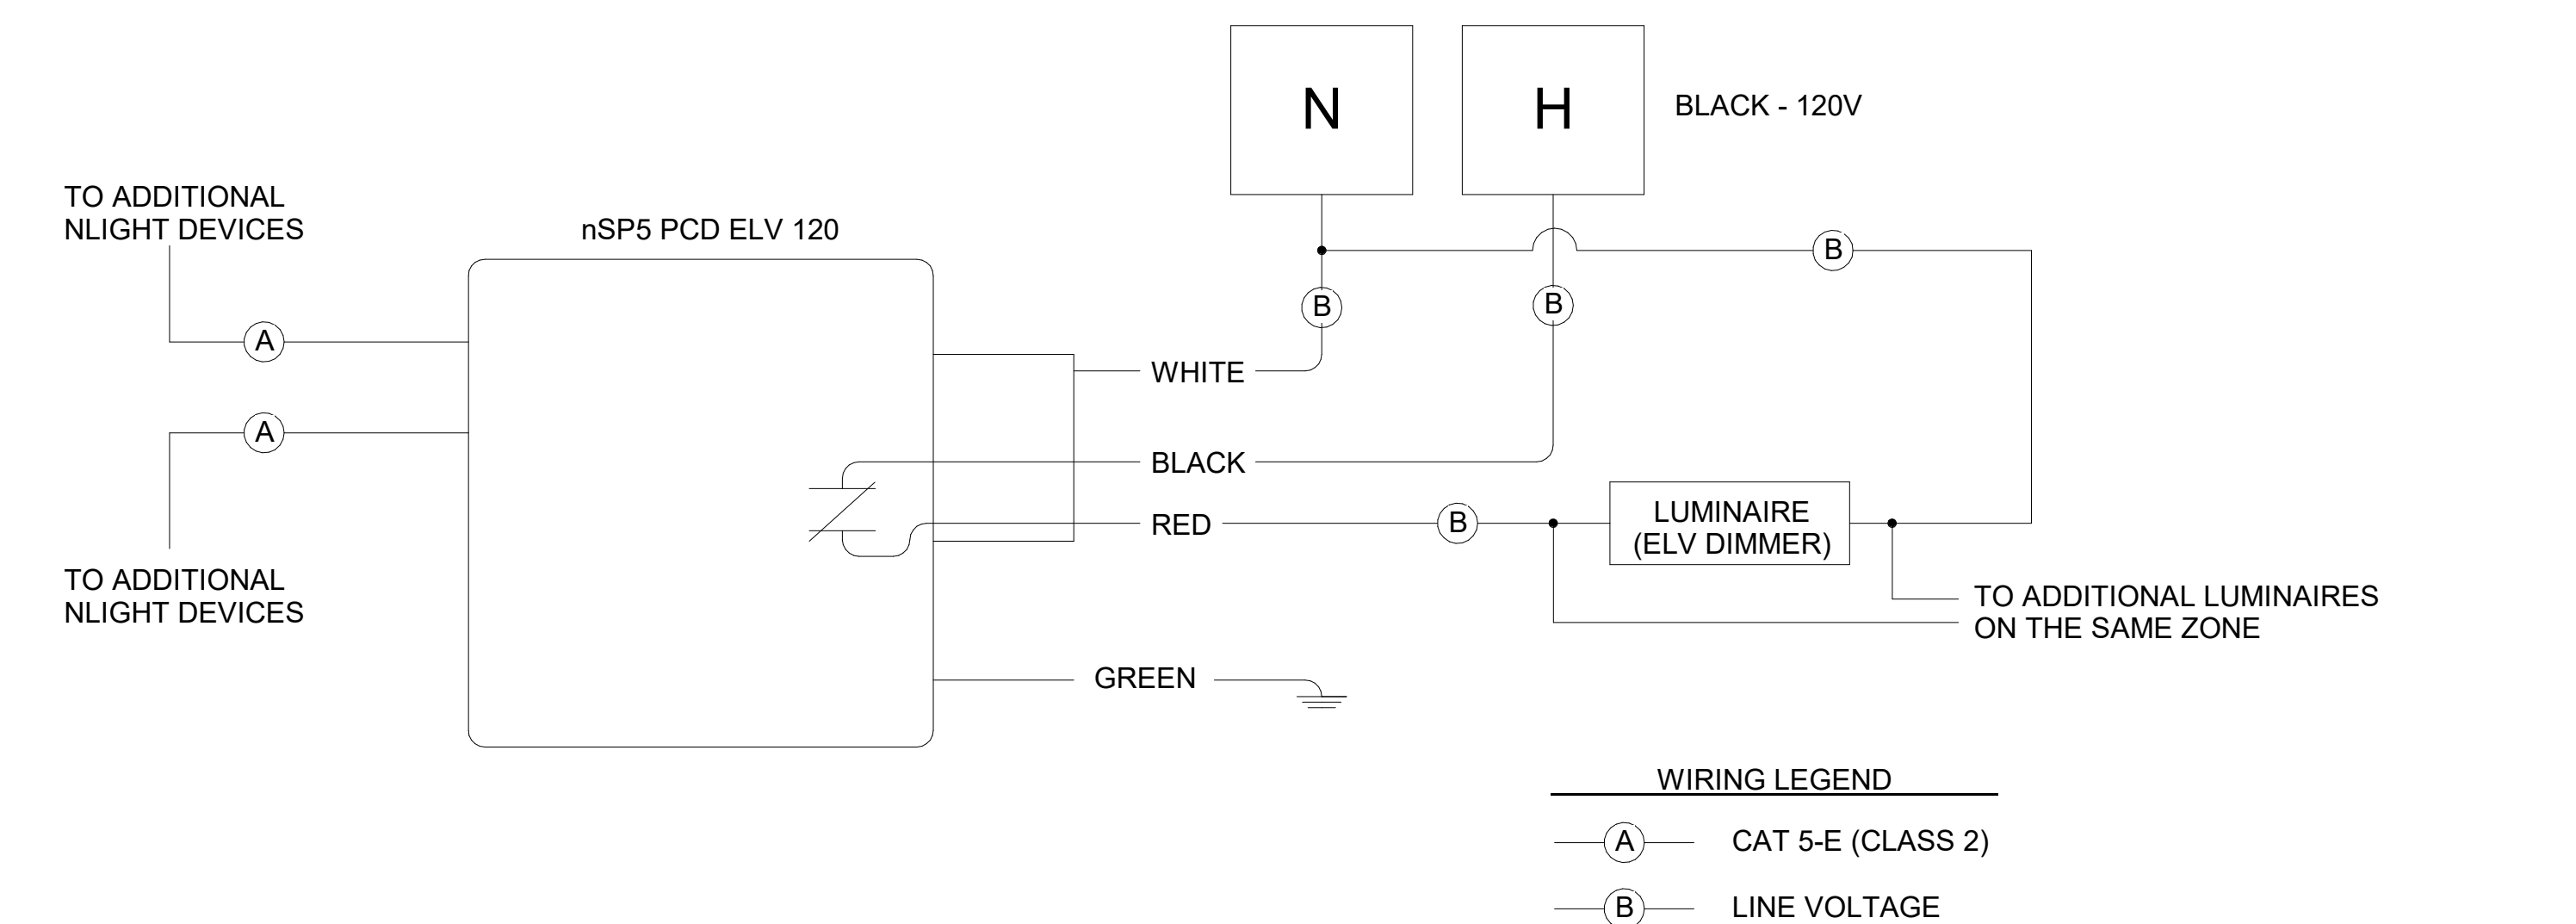 N
H
BLACK - 120V
TO ADDITIONAL
NLIGHT DEVICES
nSP5 PCD ELV 120
B
B
B
A
WHITE
A
BLACK
RED
B
LUMINAIRE
(ELV DIMMER)
TO ADDITIONAL
NLIGHT DEVICES
TO ADDITIONAL LUMINAIRES
ON THE SAME ZONE
GREEN
WIRING LEGEND
A CAT 5-E (CLASS 2)
B LINE VOLTAGE